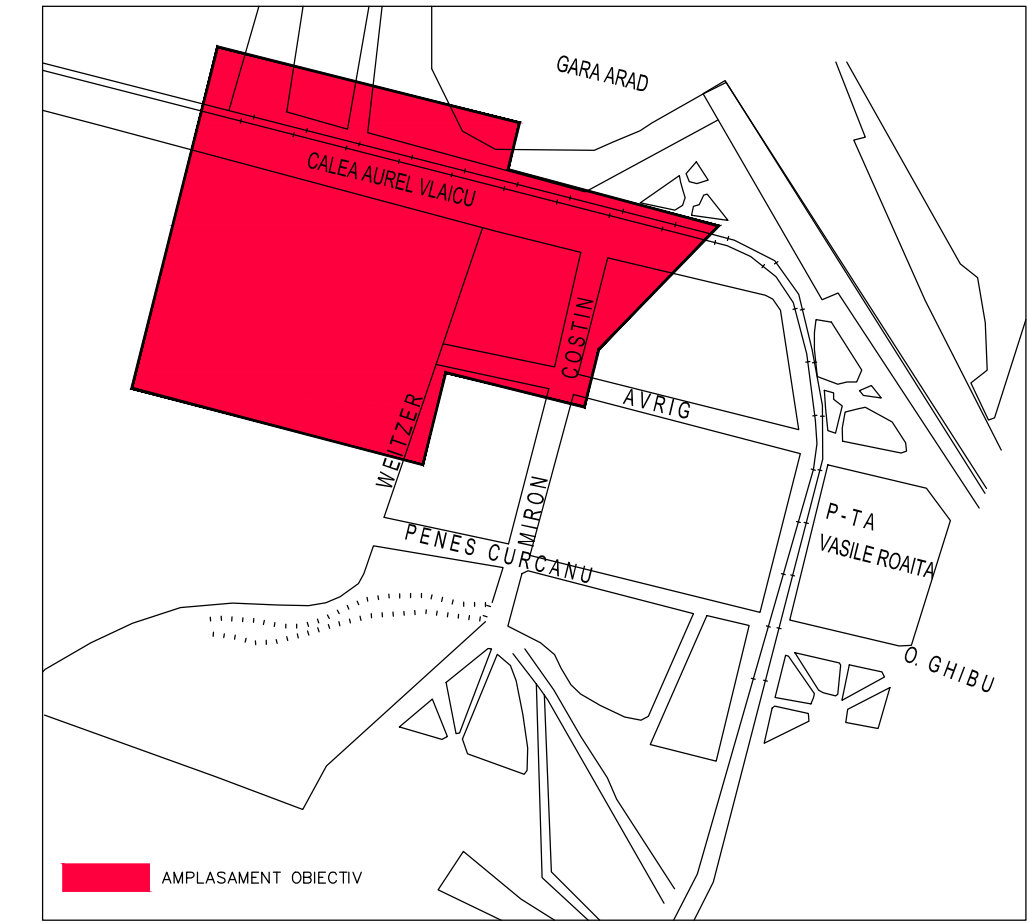 GARA ARAD
CALEA AUREL VLAICU
COSTIN
AVRIG
WEITZER
MIRON
PENES CURCANU
P-TA
VASILE ROAITA
O. GHIBU
AMPLASAMENT OBIECTIV